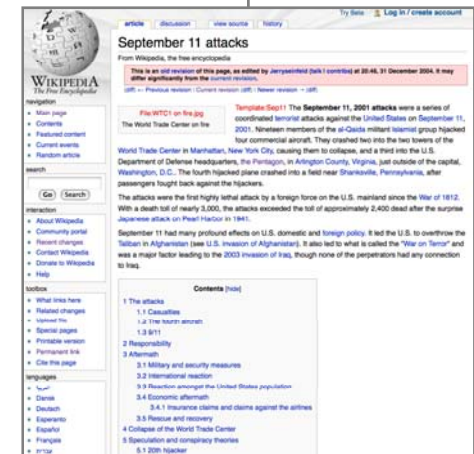 Try Beta Log in / create account
article discussion view source history
September 11 attacks
From Wikipedia, the free encyclopedia
This is an old revision of this page, as edited by Jerryseinfeld (talk | contribs) at 20:46, 31 December 2004. It may
differ significantly from the current revision.
(diff) ← Previous revision | Current revision (diff) | Newer revision → (diff)
File:WTC1 on fire.jpg
The World Trade Center on fire
Template:Sep11 The September 11, 2001 attacks were a series of
coordinated terrorist attacks against the United States on September 11,
2001. Nineteen members of the al-Qaida militant Islamist group hijacked
four commercial aircraft. They crashed two into the two towers of the
World Trade Center in Manhattan, New York City, causing them to collapse, and a third into the U.S.
Department of Defense headquarters, the Pentagon, in Arlington County, Virginia, just outside of the capital,
Washington, D.C.. The fourth hijacked plane crashed into a field near Shanksville, Pennsylvania, after
passengers fought back against the hijackers.
The attacks were the first highly lethal attack by a foreign force on the U.S. mainland since the War of 1812.
With a death toll of nearly 3,000, the attacks exceeded the toll of approximately 2,400 dead after the surprise
Japanese attack on Pearl Harbor in 1941.
September 11 had many profound effects on U.S. domestic and foreign policy. It led the U.S. to overthrow the
Taliban in Afghanistan (see U.S. invasion of Afghanistan). It also led to what is called the "War on Terror" and
was a major factor leading to the 2003 invasion of Iraq, though none of the perpetrators had any connection
to Iraq.
Contents [hide]
1 The attacks
1.1 Casualties
1.2 The fourth aircraft
1.3 9/11
2 Responsibility
3 Aftermath
3.1 Military and security measures
3.2 International reaction
3.3 Reaction amongst the United States population
3.4 Economic aftermath
3.4.1 Insurance claims and claims against the airlines
3.5 Rescue and recovery
4 Collapse of the World Trade Center
5 Speculation and conspiracy theories
5.1 20th hijacker
WIKIPEDIA
The Free Encyclopedia
navigation
Main page
Contents
Featured content
Current events
Random article
search
Go Search
interaction
About Wikipedia
Community portal
Recent changes
Contact Wikipedia
Donate to Wikipedia
Help
toolbox
What links here
Related changes
Upload file
Special pages
Printable version
Permanent link
Cite this page
languages
العربية
Dansk
Deutsch
Esperanto
Español
Français
עברית